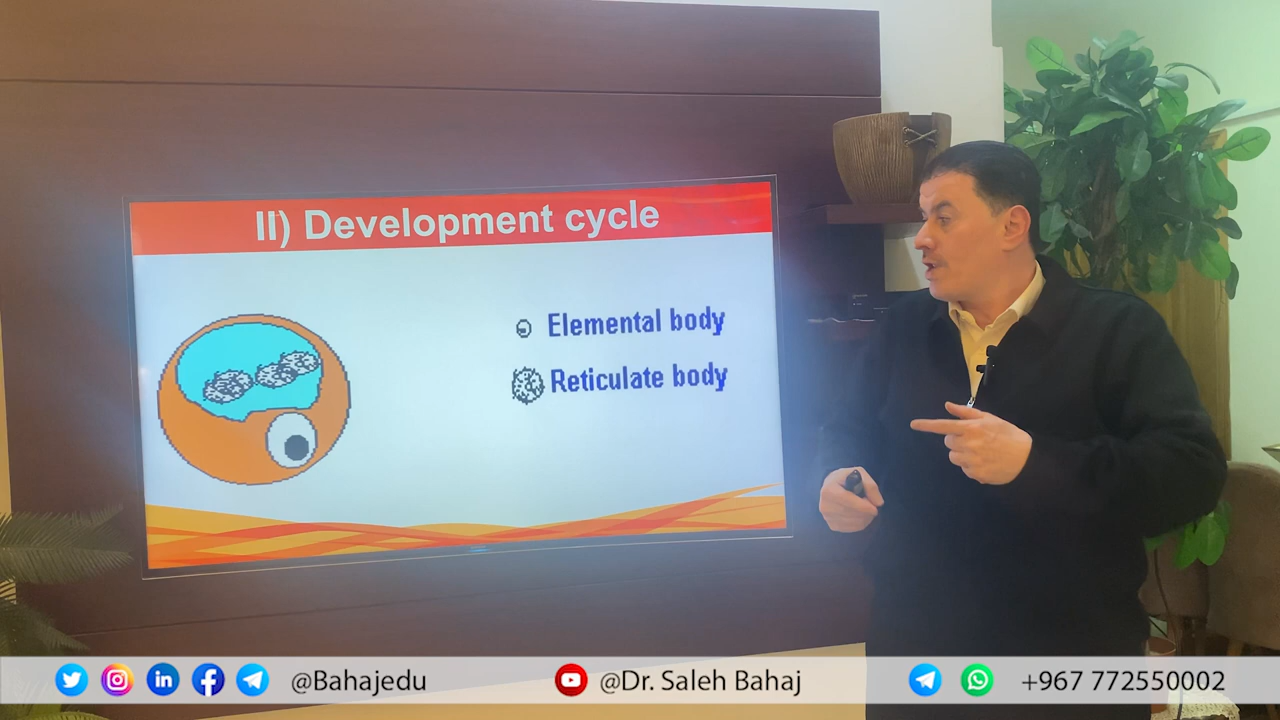 II) Development cycle
Elemental body
Reticulate body
@Bahajedu
@Dr. Saleh Bahaj
+967 772550002